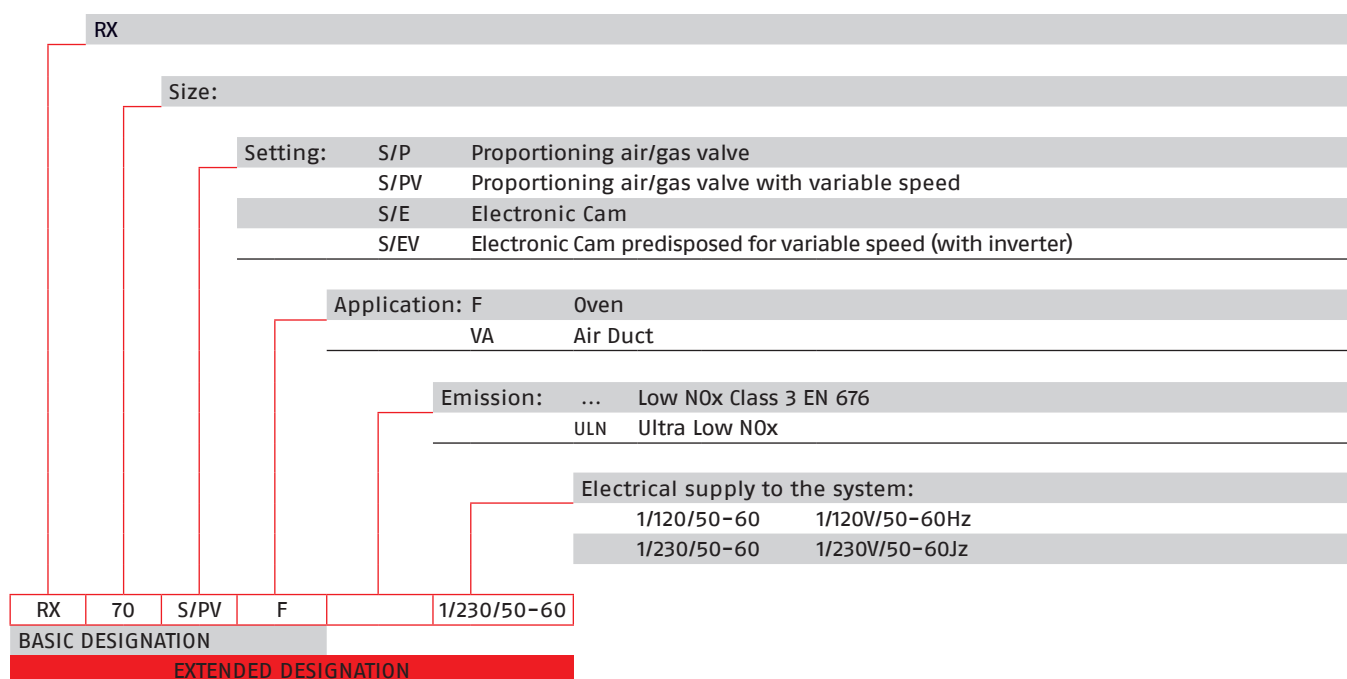 RX
Size:
Setting: S/P Proportioning air/gas valve
S/PV Proportioning air/gas valve with variable speed
S/E Electronic Cam
S/EV Electronic Cam predisposed for variable speed (with inverter)
Application: F Oven
VA Air Duct
Emission: ... Low NOx Class 3 EN 676
ULN Ultra Low NOx
Electrical supply to the system:
1/120/50-60 1/120V/50-60Hz
1/230/50-60 1/230V/50-60Jz
RX 70 S/PV F 1/230/50-60
BASIC DESIGNATION
EXTENDED DESIGNATION